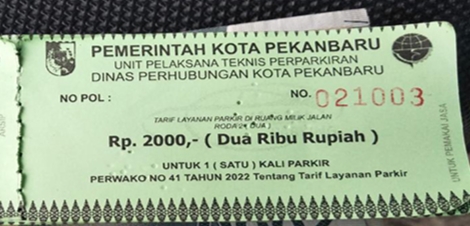 PEMERINTAH KOTA PEKANBARU
UNIT PELAKSANA TEKNIS PERPARKIRAN
DINAS PERHUBUNGAN KOTA PEKANBARU
NO POL :
NO. 021003
TARIF LAYANAN PARKIR DI RUANG MILIK JALAN
RODA 2 ( DUA )
Rp. 2000,- ( Dua Ribu Rupiah )
UNTUK 1 ( SATU ) KALI PARKIR
PERWAKO NO 41 TAHUN 2022 Tentang Tarif Layanan Parkir
UNTUK PEMAKAI JASA
ARSIP